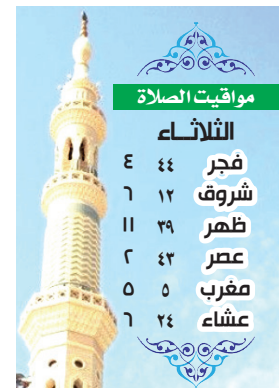 مواقيت الصلاة
الثلاثـاء
فجر ٤٤ ٤
شروق ١٢ ٦
ظهر ٣٩ ١١
عصر ٤٣ ٢
مغرب ٥ ٥
عشاء ٢٤ ٦